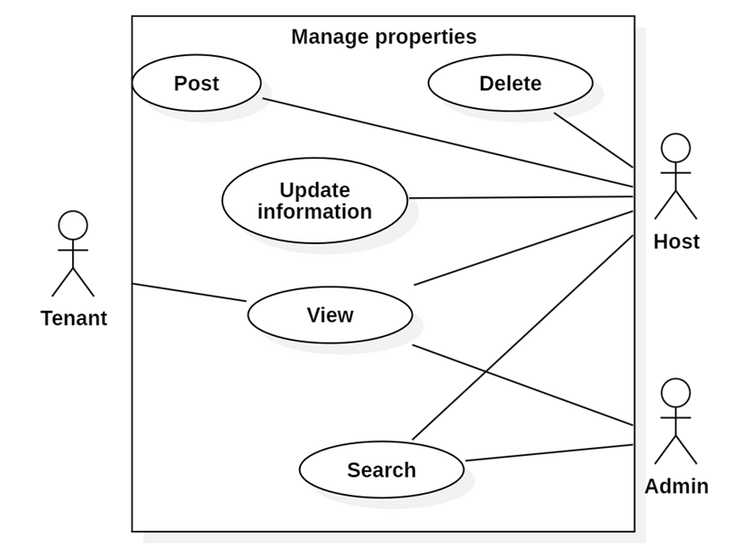 Manage properties
Post
Delete
Update
information
Host
Tenant
View
Search
Admin